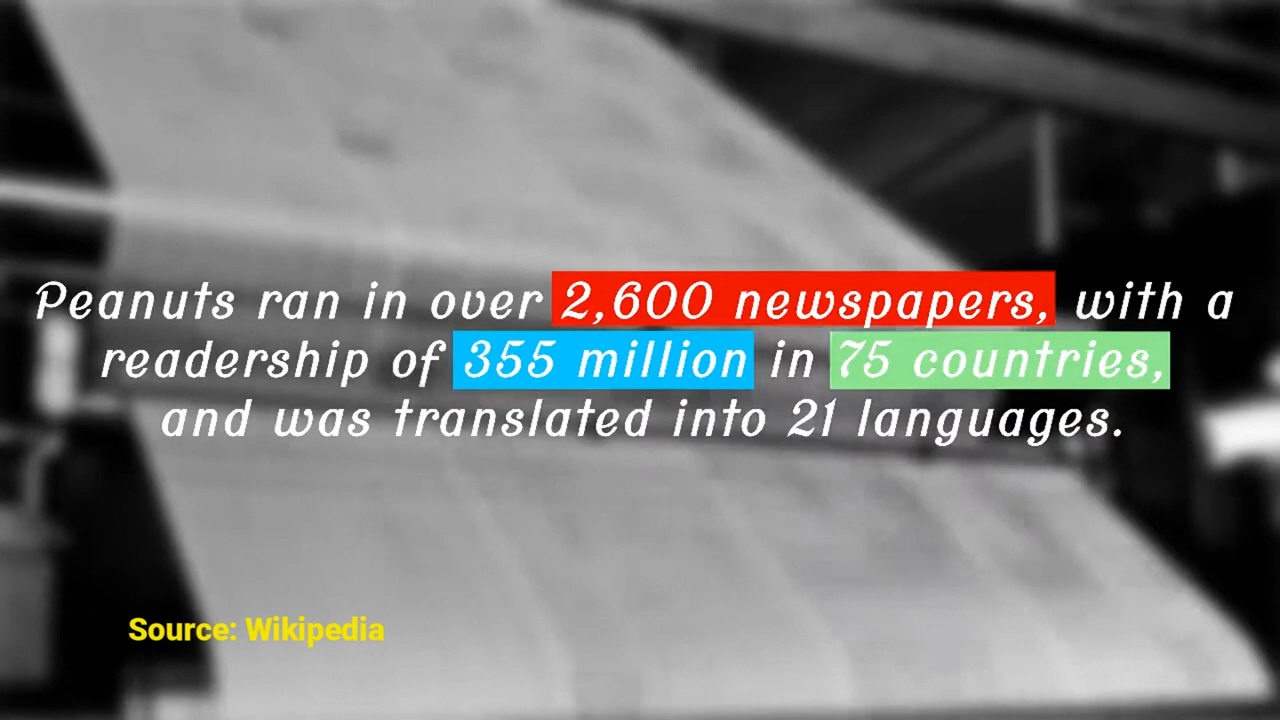 Peanuts ran in over 2,600 newspapers, with a
readership of 355 million in 75 countries,
and was translated into 21 languages.
Source: Wikipedia